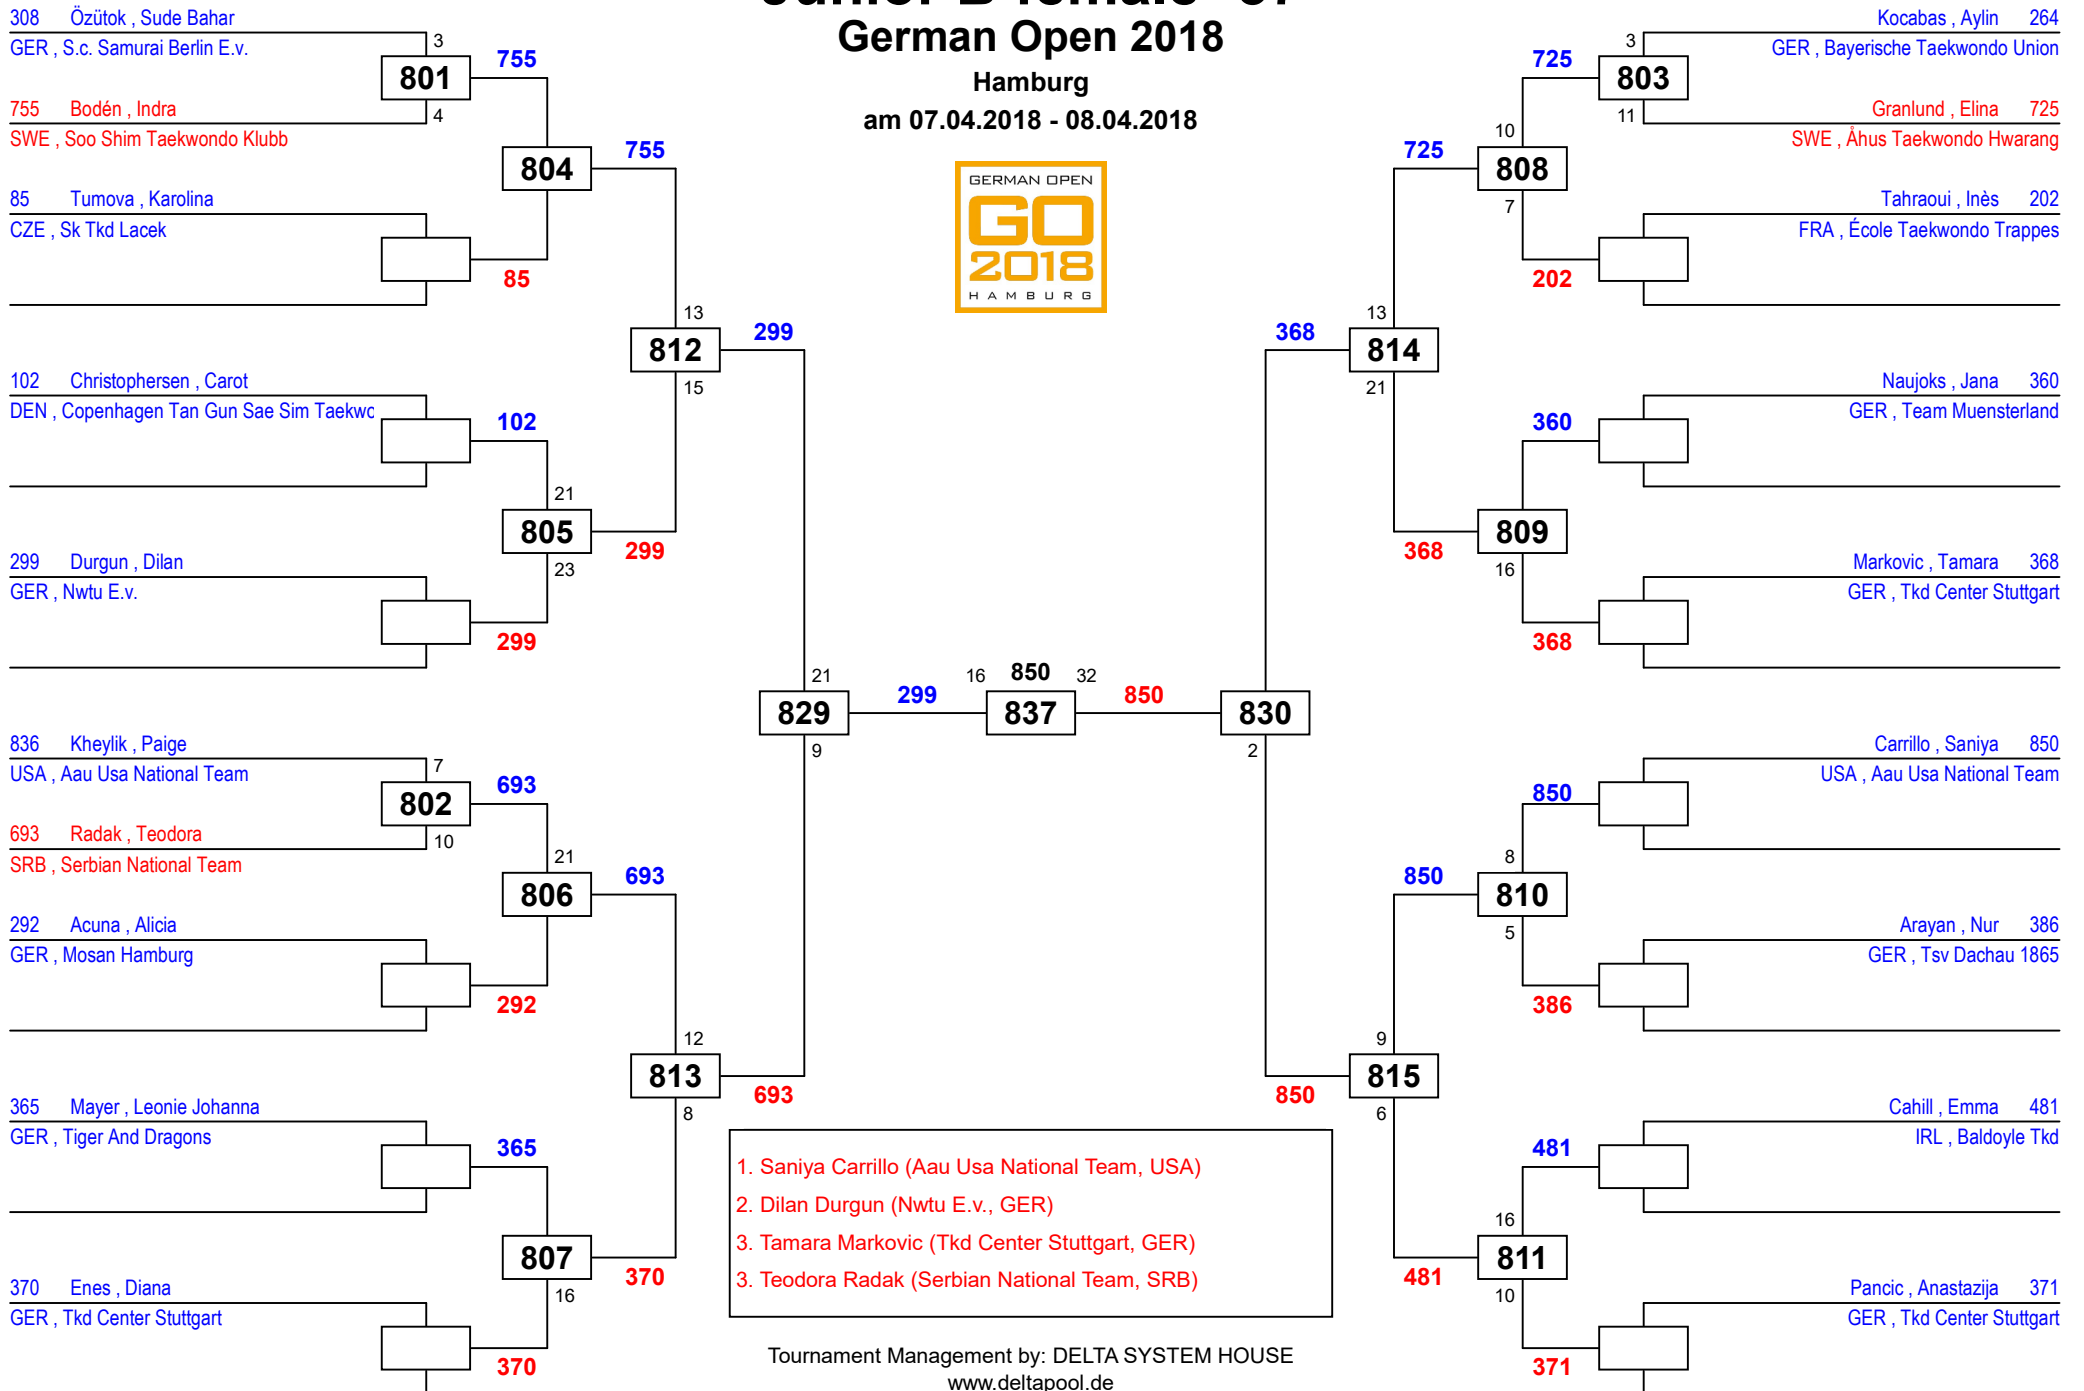 German Open 2018
Hamburg
am 07.04.2018 - 08.04.2018
GERMAN OPEN
GO
2018
HAMBURG
308 Özütok , Sude Bahar
GER , S.c. Samurai Berlin E.v.
3
801
755
4
755 Bodén , Indra
SWE , Soo Shim Taekwondo Klubb
804
755
85 Tumova , Karolina
CZE , Sk Tkd Lacek
85
13
812
299
15
102 Christophersen , Carot
DEN , Copenhagen Tan Gun Sae Sim Taekwo
102
21
805
299
23
299 Durgun , Dilan
GER , Nwtu E.v.
299
21
829
299
9
836 Kheylik , Paige
USA , Aau Usa National Team
7
802
693
10
693 Radak , Teodora
SRB , Serbian National Team
21
806
693
292 Acuna , Alicia
GER , Mosan Hamburg
292
12
813
693
8
365 Mayer , Leonie Johanna
GER , Tiger And Dragons
365
807
370
16
370 Enes , Diana
GER , Tkd Center Stuttgart
370
16 850 32
837
850
Kocabas , Aylin 264
GER , Bayerische Taekwondo Union
3
725
803
11
Granlund , Elina 725
SWE , Åhus Taekwondo Hwarang
10
725
808
7
Tahraoui , Inès 202
FRA , École Taekwondo Trappes
202
13
368
814
21
Naujoks , Jana 360
GER , Team Muensterland
360
809
368
16
Markovic , Tamara 368
GER , Tkd Center Stuttgart
368
830
2
Carrillo , Saniya 850
USA , Aau Usa National Team
850
8
850
810
5
Arayan , Nur 386
GER , Tsv Dachau 1865
386
9
815
850
6
Cahill , Emma 481
IRL , Baldoyle Tkd
481
16
811
481
10
Pancic , Anastazija 371
GER , Tkd Center Stuttgart
371
1. Saniya Carrillo (Aau Usa National Team, USA)
2. Dilan Durgun (Nwtu E.v., GER)
3. Tamara Markovic (Tkd Center Stuttgart, GER)
3. Teodora Radak (Serbian National Team, SRB)
Tournament Management by: DELTA SYSTEM HOUSE
www.deltapool.de